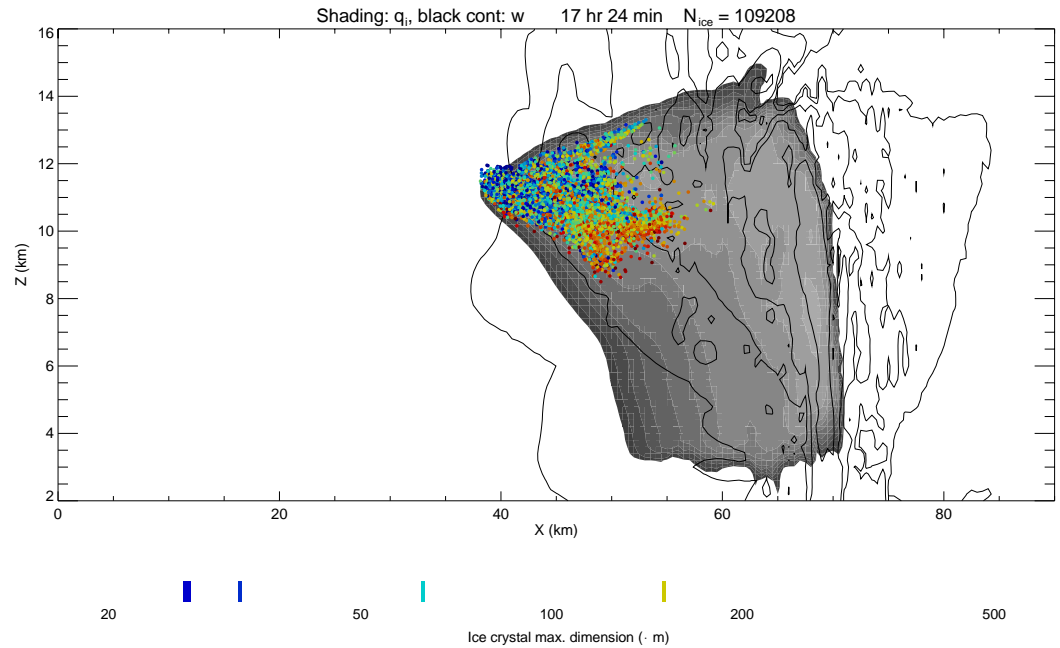 Shading: qi, black cont: w 17 hr 24 min Nice = 109208
16
14
12
10
8
6
4
2
Z (km)
0 20 40 60 80
X (km)
20 50 100 200 500
Ice crystal max. dimension (· m)